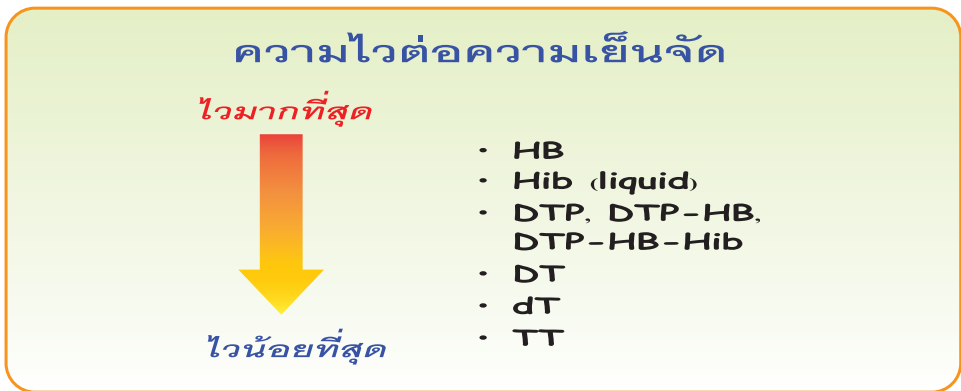 ความไวต่อความเย็นจัด
ไวมากที่สุด
• HB
• Hib (liquid)
• DTP, DTP-HB,
DTP-HB-Hib
• DT
• dT
• TT
ไวน้อยที่สุด